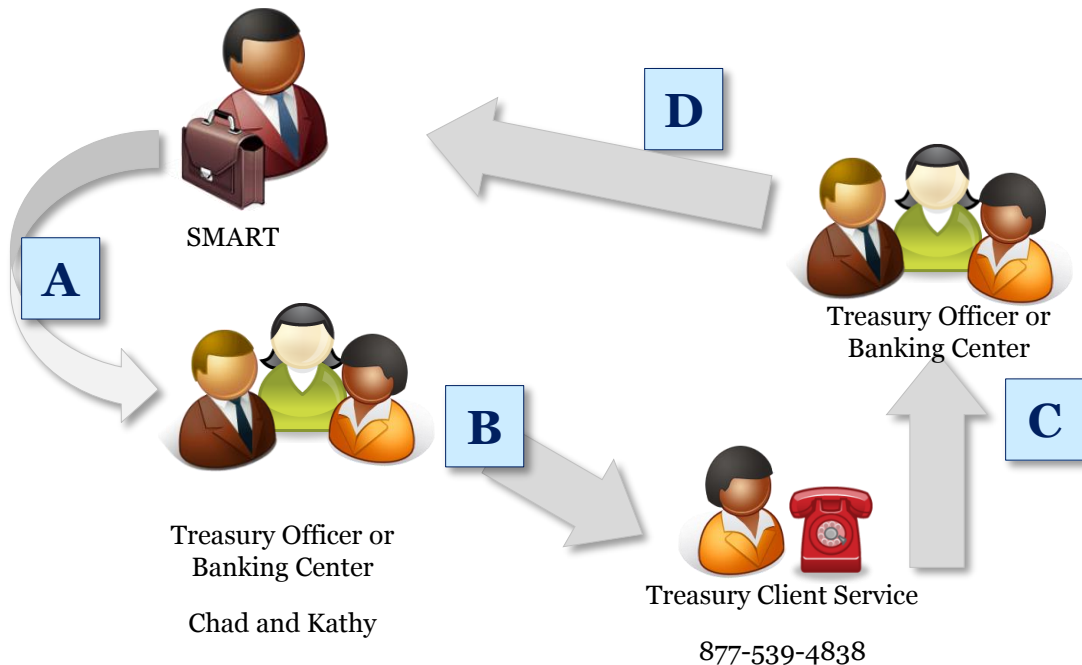 SMART
A
Treasury Officer or
Banking Center
Chad and Kathy
B
Treasury Client Service
877-539-4838
C
Treasury Officer or
Banking Center
D